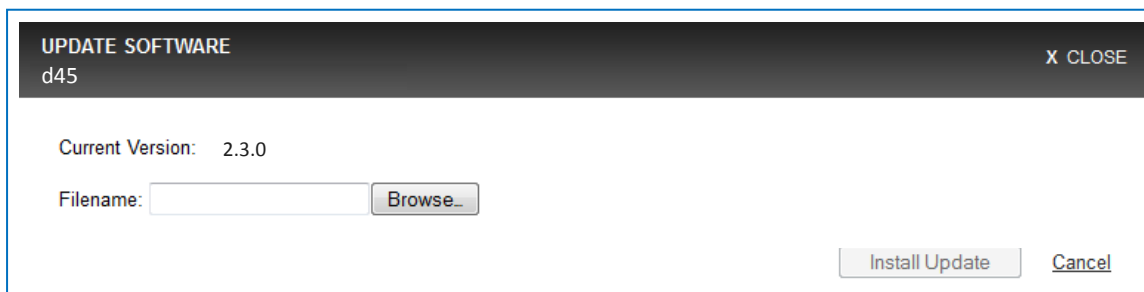 UPDATE SOFTWARE
d45
X CLOSE
Current Version: 2.3.0
Filename: Browse...
Install Update Cancel